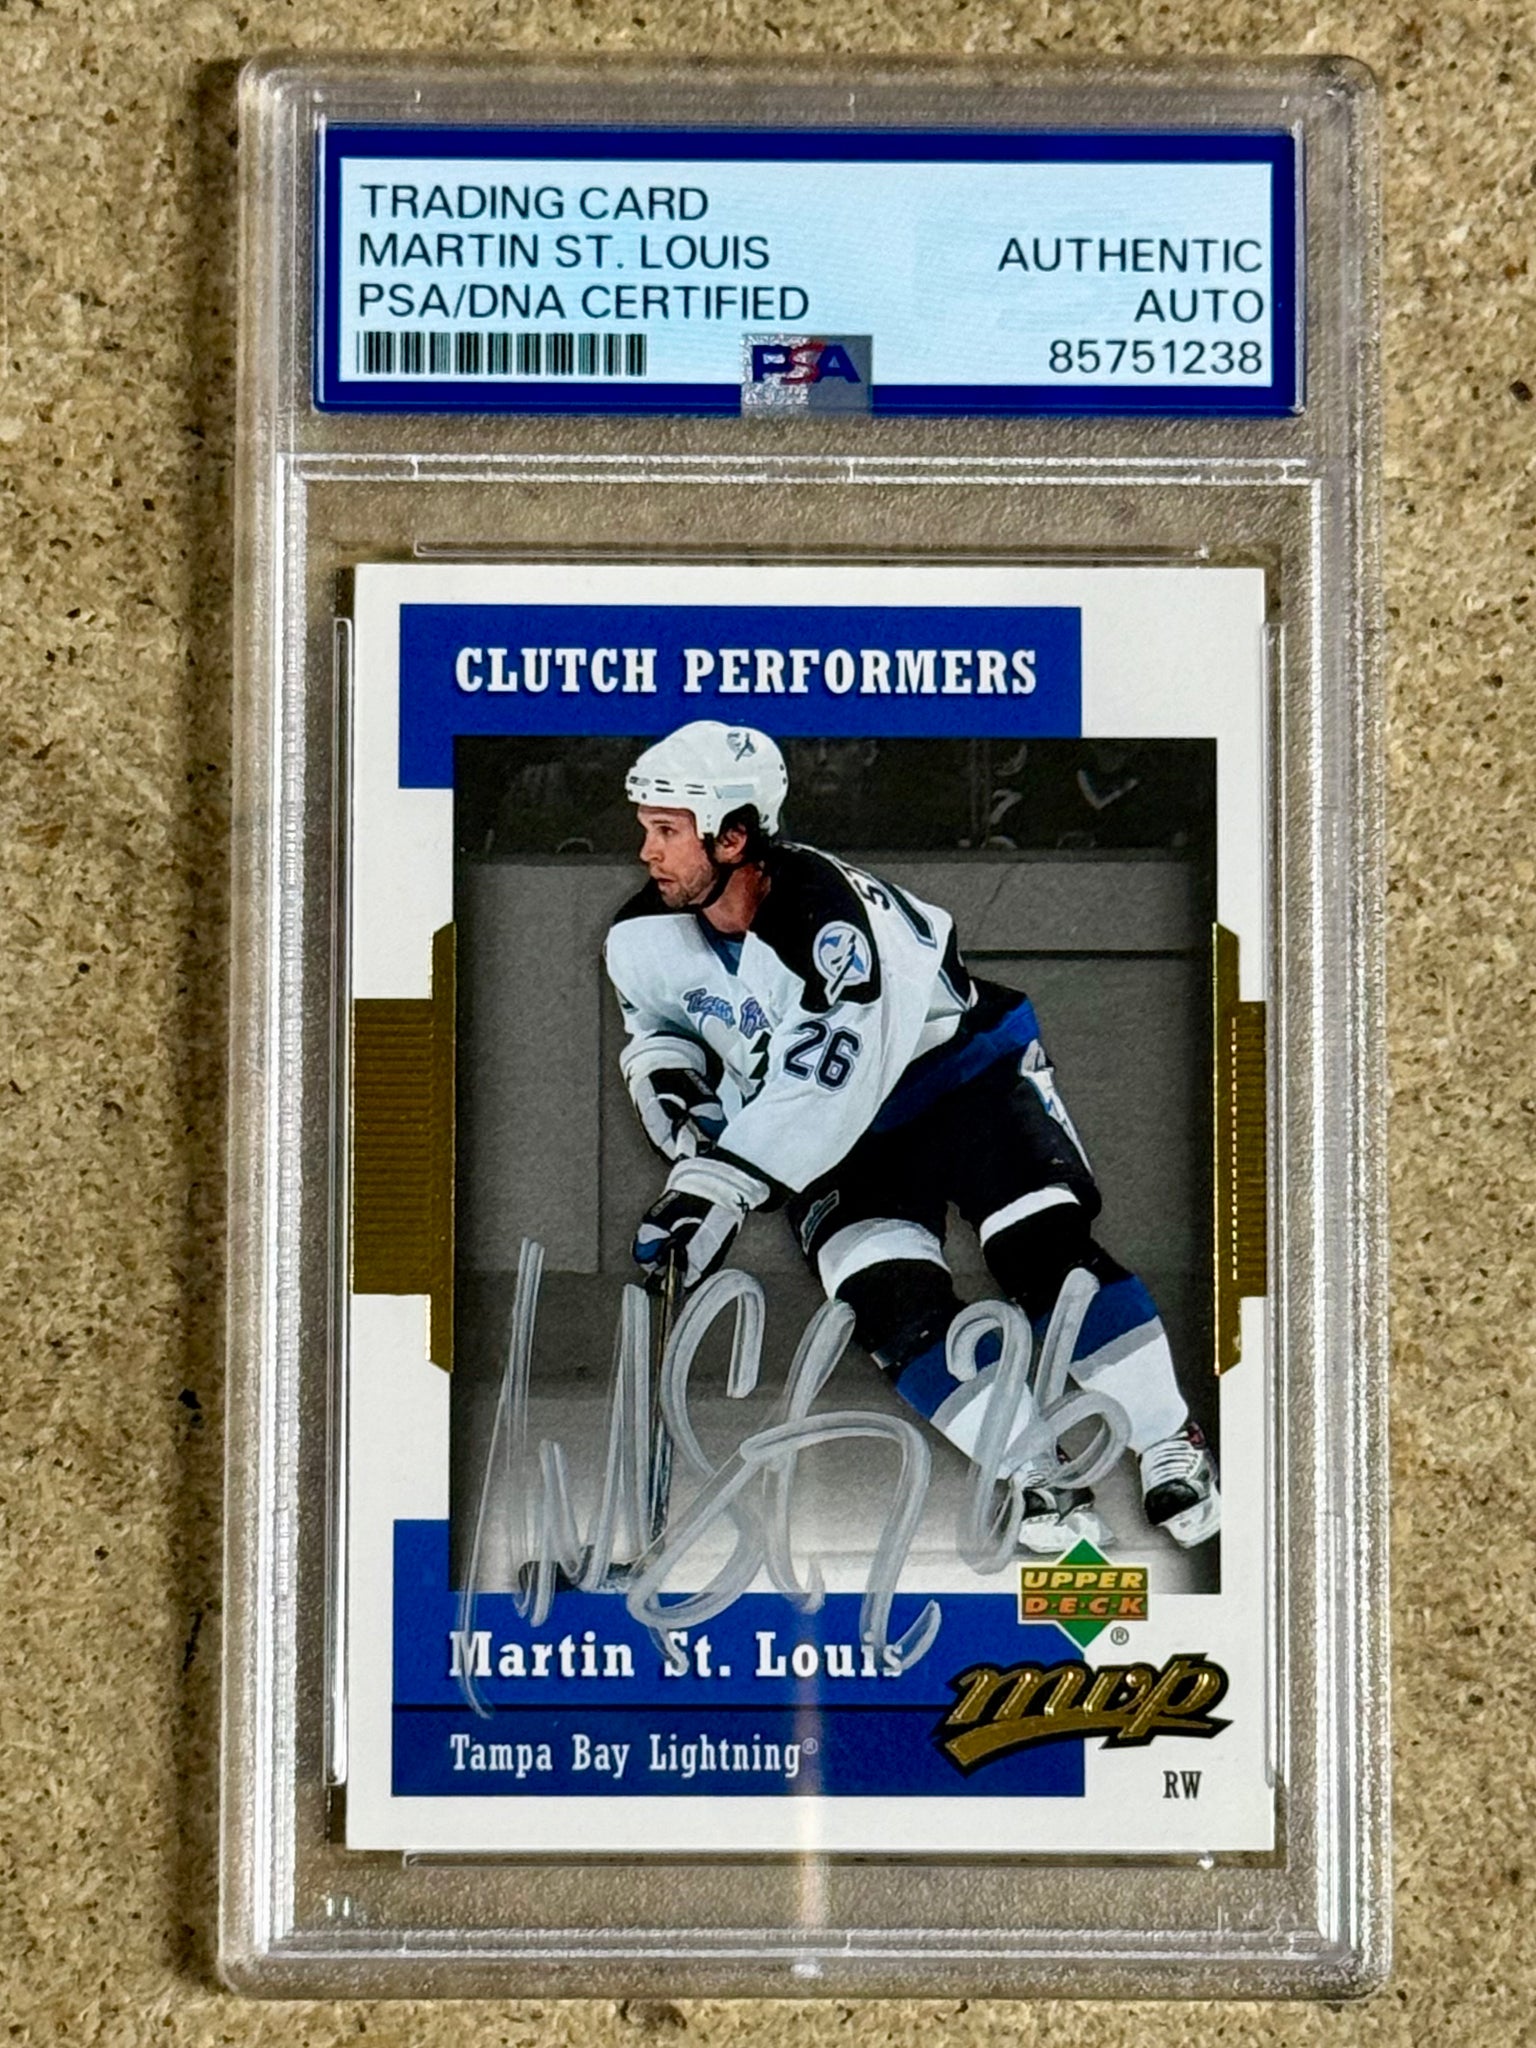 TRADING CARD
MARTIN ST. LOUIS
PSA/DNA CERTIFIED
AUTHENTIC
AUTO
85751238
PSA
CLUTCH PERFORMERS
26
26
UPPER
D·E·C·K
®
Martin St. Louis
mvp
Tampa Bay Lightning®
RW